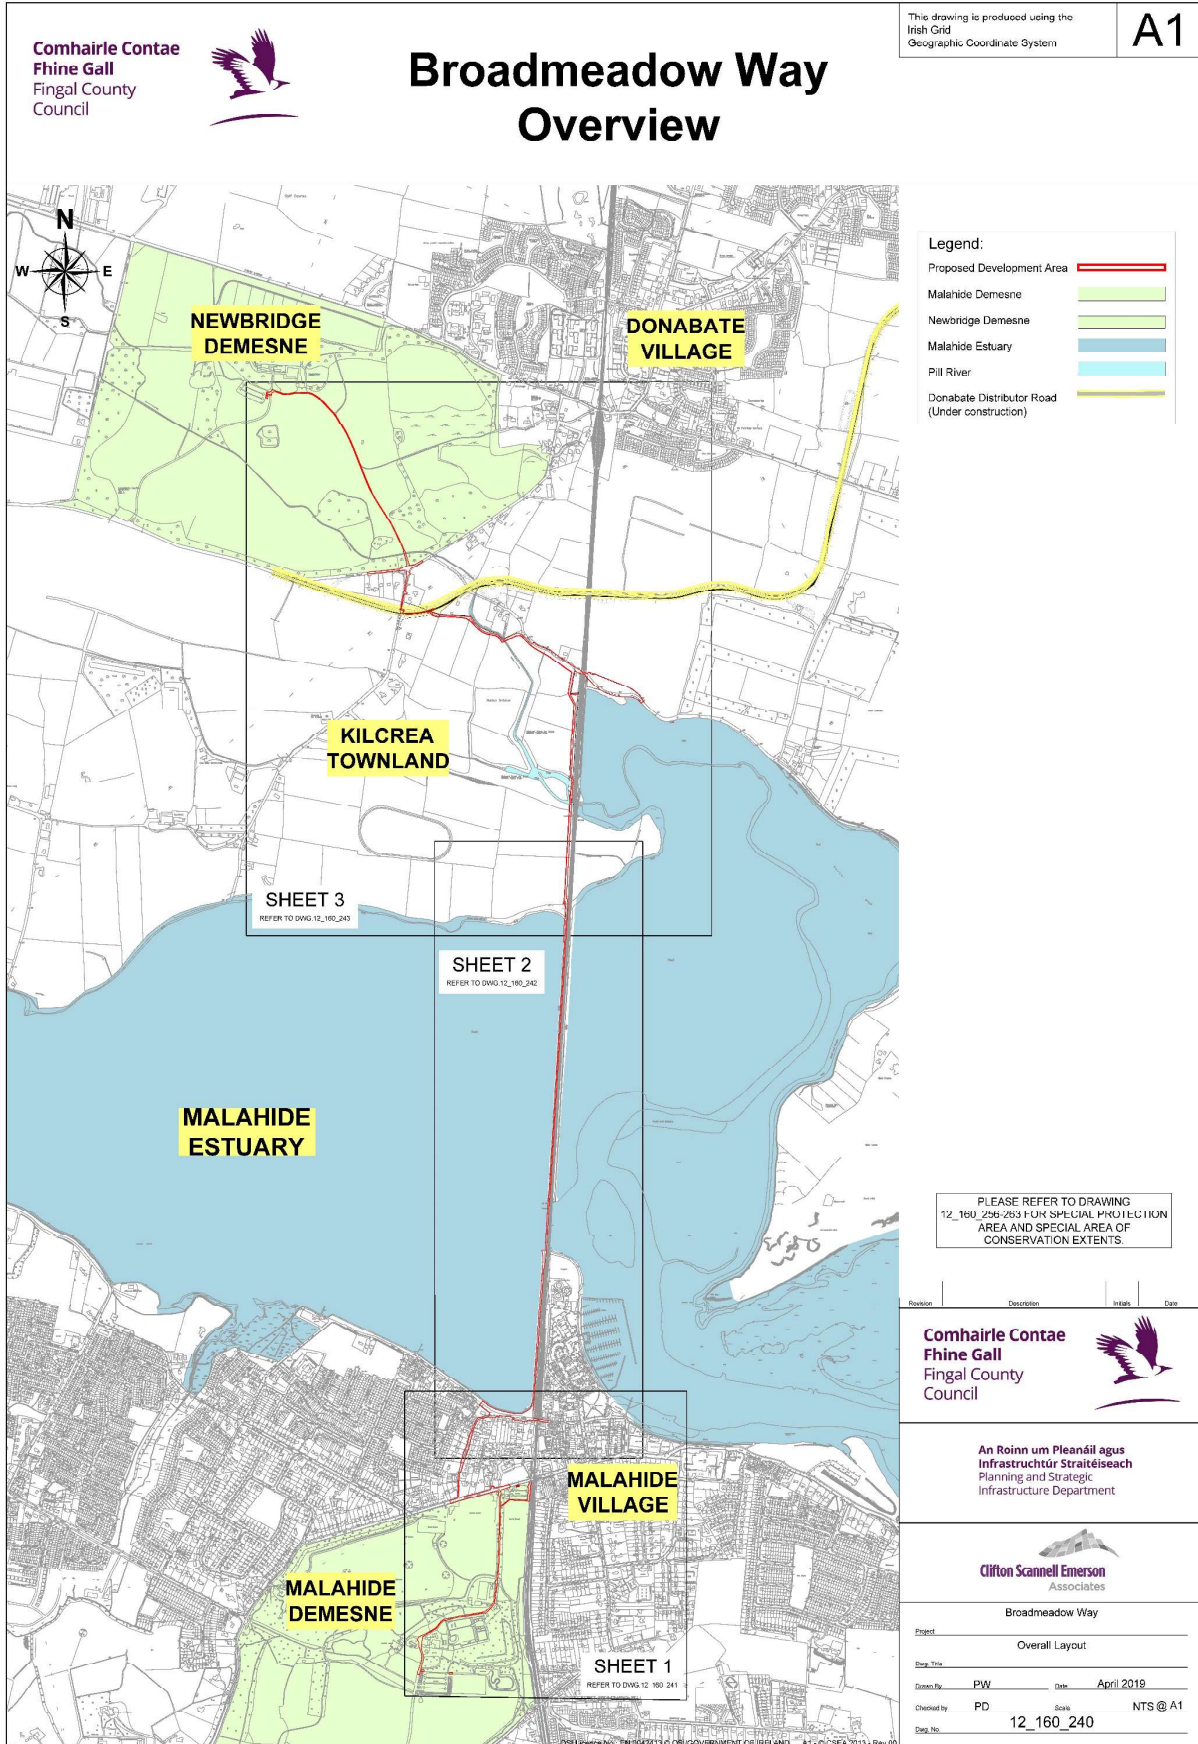 Comhairle Contae
Fhine Gall
Fingal County
Council
Broadmeadow Way
Overview
This drawing is produced using the
Irish Grid
Geographic Coordinate System
A1
N
W
E
S
NEWBRIDGE
DEMESNE
DONABATE
VILLAGE
KILCREA
TOWNLAND
SHEET 3
REFER TO DWG.12_160_243
SHEET 2
REFER TO DWG.12_160_242
MALAHIDE
ESTUARY
MALAHIDE
VILLAGE
MALAHIDE
DEMESNE
SHEET 1
REFER TO DWG.12_160_241
Legend:
Proposed Development Area
Malahide Demesne
Newbridge Demesne
Malahide Estuary
Pill River
Donabate Distributor Road
(Under construction)
PLEASE REFER TO DRAWING
12_160_256-263 FOR SPECIAL PROTECTION
AREA AND SPECIAL AREA OF
CONSERVATION EXTENTS.
Revision Description Initials Date
Comhairle Contae
Fhine Gall
Fingal County
Council
An Roinn um Pleanáil agus
Infrastruchtúr Straitéiseach
Planning and Strategic
Infrastructure Department
Clifton Scannell Emerson
Associates
Broadmeadow Way
Project
Overall Layout
Dwg. Title
Drawn By PW Date April 2019
Checked by PD Scale NTS @ A1
Dwg. No. 12_160_240